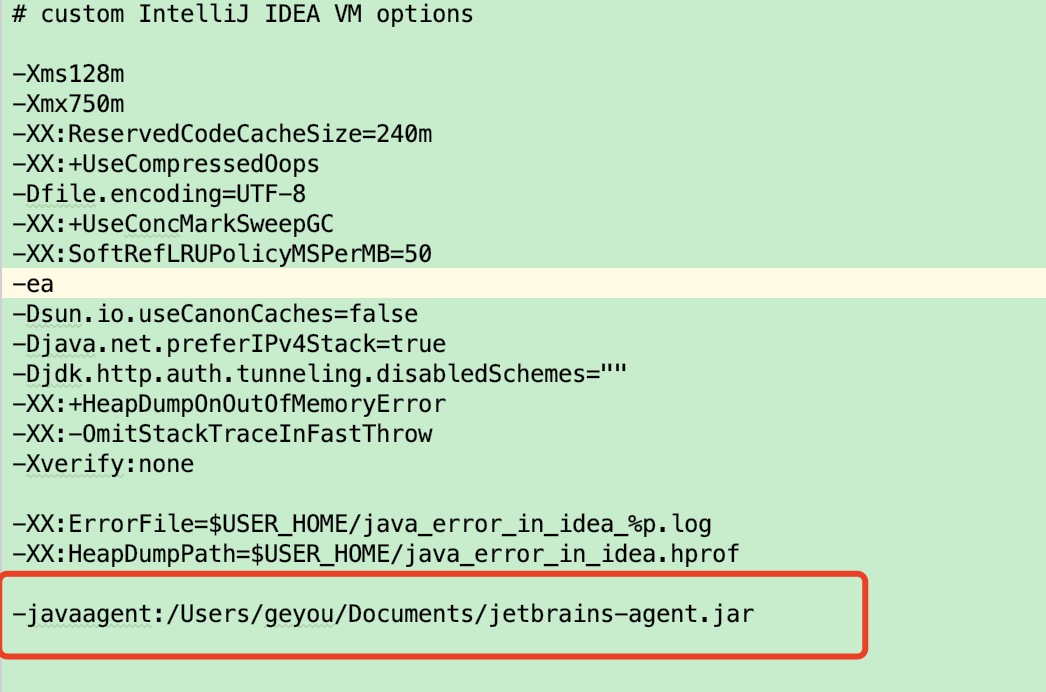 # custom IntelliJ IDEA VM options
-Xms128m
-Xmx750m
-XX:ReservedCodeCacheSize=240m
-XX:+UseCompressedOops
-Dfile.encoding=UTF-8
-XX:+UseConcMarkSweepGC
-XX:SoftRefLRUPolicyMSPerMB=50
-ea
-Dsun.io.useCanonCaches=false
-Djava.net.preferIPv4Stack=true
-Djdk.http.auth.tunneling.disabledSchemes=""
-XX:+HeapDumpOnOutOfMemoryError
-XX:-OmitStackTraceInFastThrow
-Xverify:none
-XX:ErrorFile=$USER_HOME/java_error_in_idea_%p.log
-XX:HeapDumpPath=$USER_HOME/java_error_in_idea.hprof
-javaagent:/Users/geyou/Documents/jetbrains-agent.jar